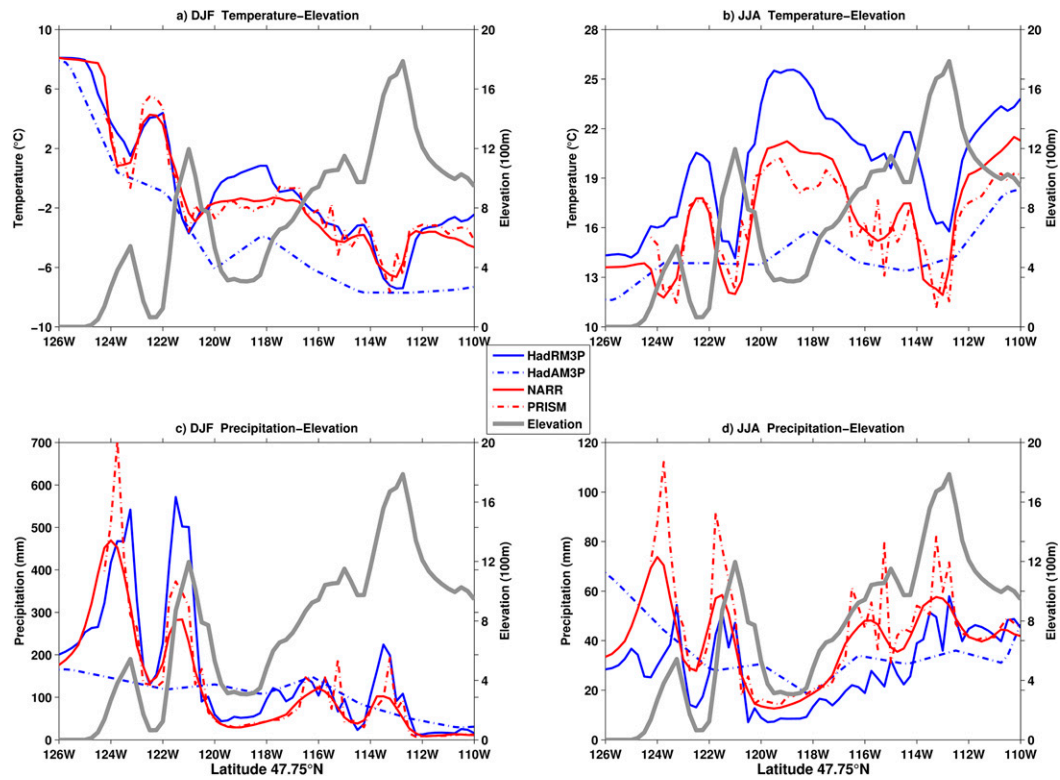 a) DJF Temperature−Elevation
b) JJA Temperature−Elevation
10
6
2
−2
−6
−10
Temperature (°C)
20
16
12
8
4
0
Elevation (100m)
126W 124W 122W 120W 118W 116W 114W 112W 110W
28
25
22
19
16
13
10
Temperature (°C)
20
16
12
8
4
0
Elevation (100m)
126W 124W 122W 120W 118W 116W 114W 112W 110W
HadRM3P
HadAM3P
NARR
PRISM
Elevation
c) DJF Precipitation−Elevation
d) JJA Precipitation−Elevation
700
600
500
400
300
200
100
0
Precipitation (mm)
20
16
12
8
4
0
Elevation (100m)
126W 124W 122W 120W 118W 116W 114W 112W 110W
Latitude 47.75°N
120
100
80
60
40
20
0
Precipitation (mm)
20
16
12
8
4
0
Elevation (100m)
126W 124W 122W 120W 118W 116W 114W 112W 110W
Latitude 47.75°N